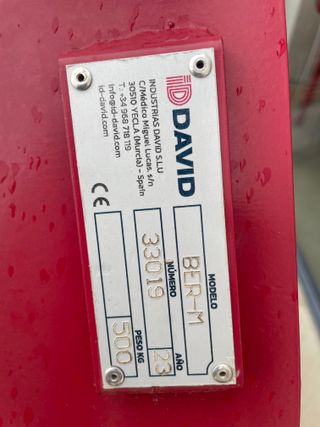 ID DAVID
INDUSTRIAS DAVID S.L.U
C/Médico Miguel Lucas, s/n
30510 YECLA (Murcia) - Spain
T.: +34 968 718 119
info@id-david.com
id-david.com
CE
MODELO
BER-M
NÚMERO
33019
AÑO
23
PESO KG
500